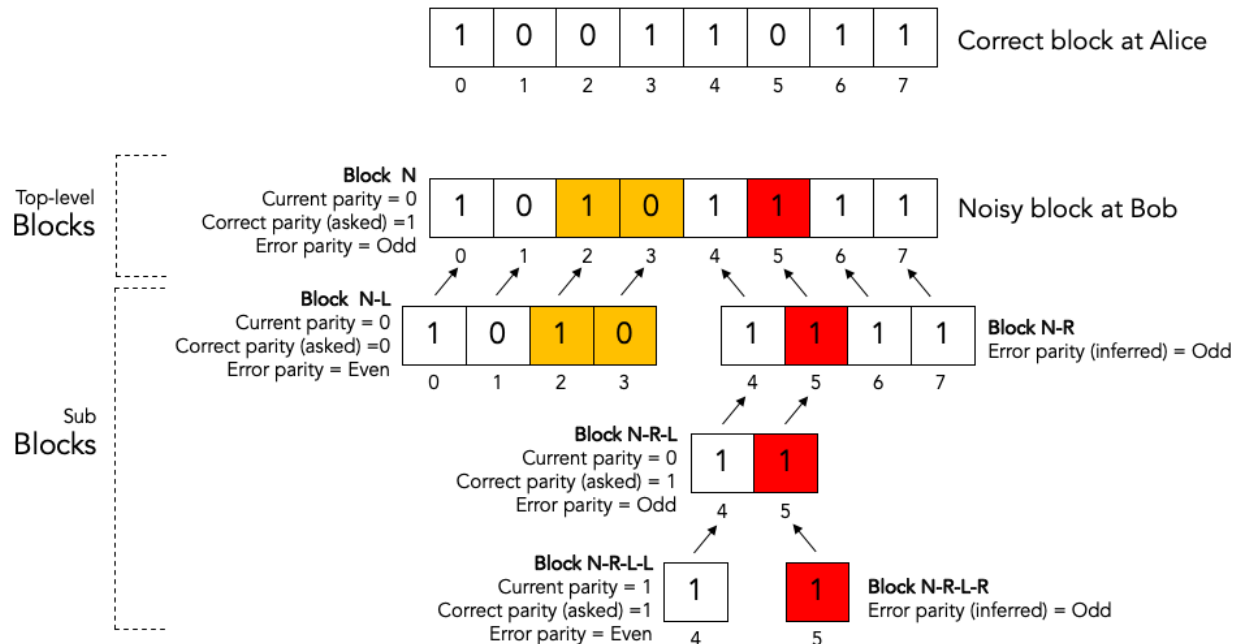 1 0 0 1 1 0 1 1
Correct block at Alice
0 1 2 3 4 5 6 7
Top-level
Blocks
Block N
Current parity = 0
Correct parity (asked) =1
Error parity = Odd
1 0 1 0 1 1 1 1
Noisy block at Bob
0 1 2 3 4 5 6 7
Sub
Blocks
Block N-L
Current parity = 0
Correct parity (asked) =0
Error parity = Even
1 0 1 0
0 1 2 3
1 1 1 1
4 5 6 7
Block N-R
Error parity (inferred) = Odd
Block N-R-L
Current parity = 0
Correct parity (asked) = 1
Error parity = Odd
1 1
4 5
Block N-R-L-L
Current parity = 1
Correct parity (asked) =1
Error parity = Even
1
4
1
5
Block N-R-L-R
Error parity (inferred) = Odd